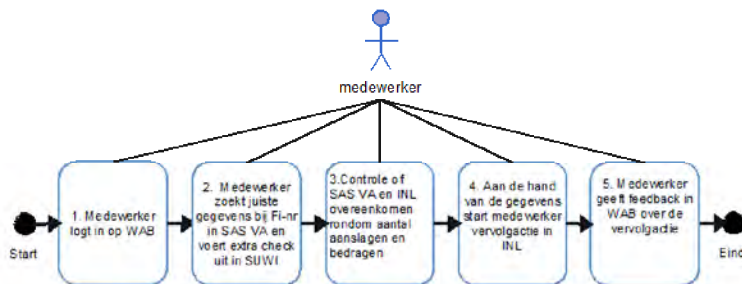 medewerker
Start
1. Medewerker
logt in op WAB
2. Medewerker
zoekt juiste
gegevens bij Fi-nr
in SAS VA en
voert extra check
uit in SUWI
3.Controle of
SAS VA en INL
overeenkomen
rondom aantal
aanslagen en
bedragen
4. Aan de hand
van de gegevens
start medewerker
vervolgactie in
INL
5. Medewerker
geeft feedback in
WAB over de
vervolgactie
Eind